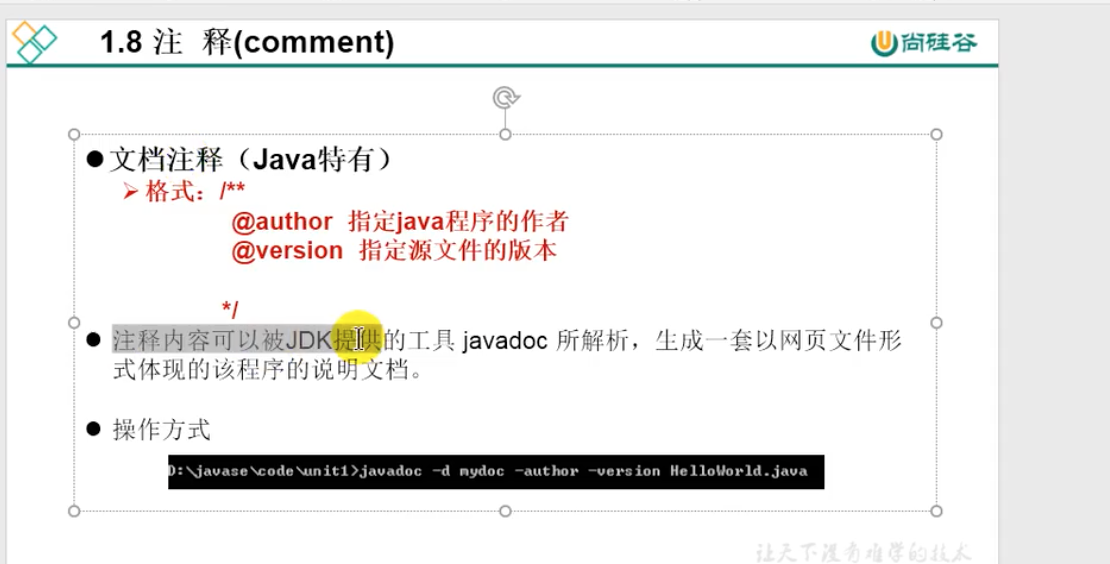 1.8 注 释(comment)
尚硅谷
●文档注释（Java特有）
➢ 格式：/**
@author 指定java程序的作者
@version 指定源文件的版本
*/
● 注释内容可以被JDK提供的工具 javadoc 所解析，生成一套以网页文件形
式体现的该程序的说明文档。
● 操作方式
D:\javase\code\unit1>javadoc -d mydoc -author -version HelloWorld.java
让天下没有难学的技术